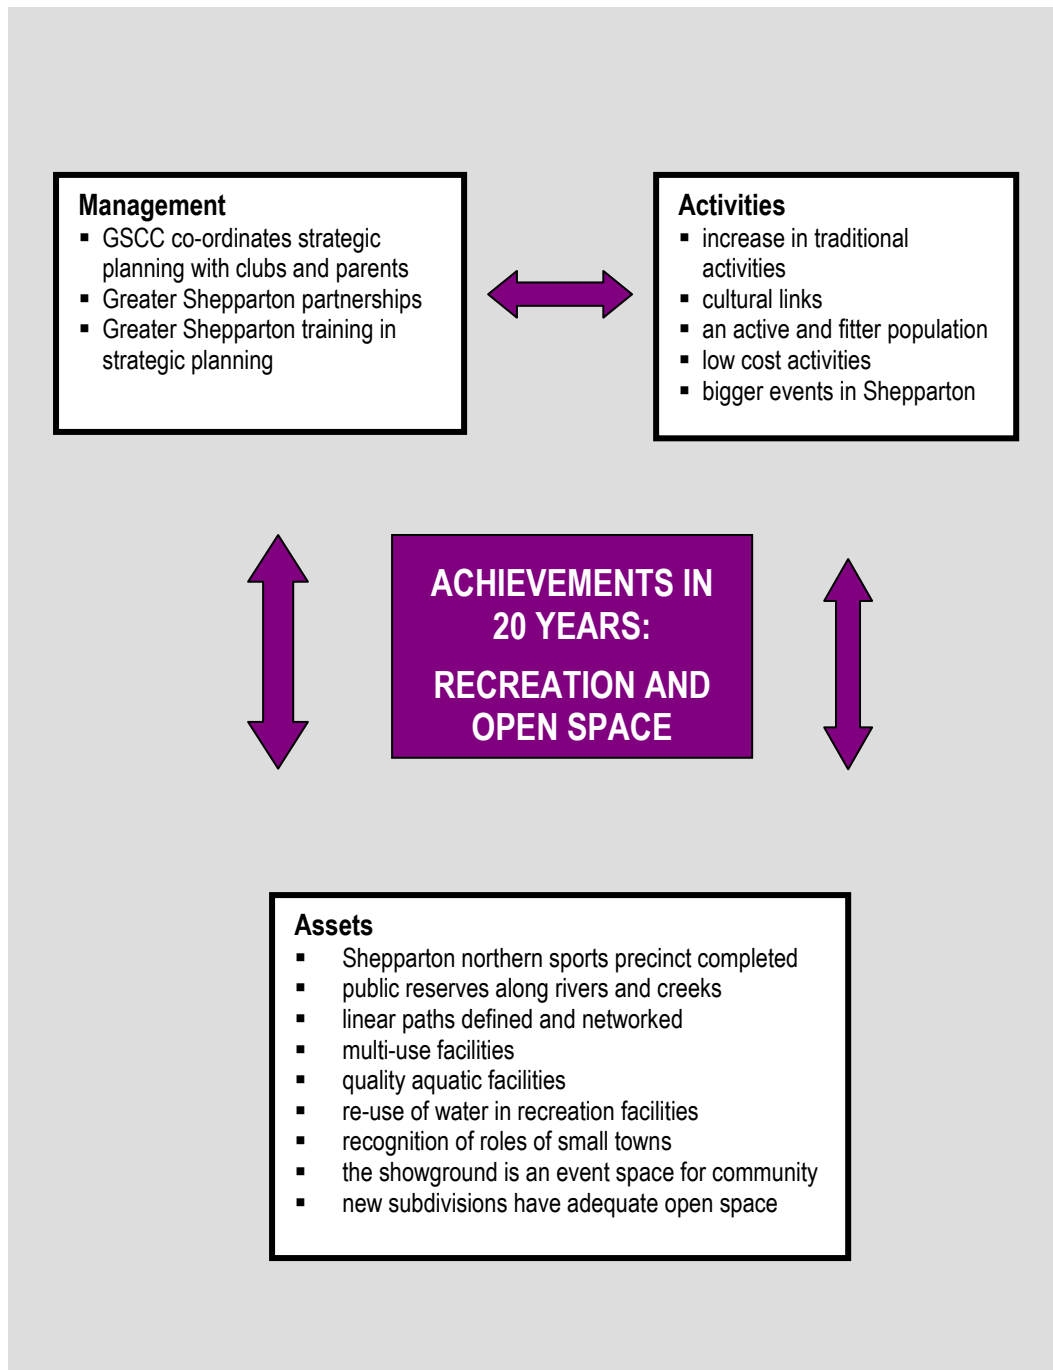 Management
▪ GSCC co-ordinates strategic
planning with clubs and parents
▪ Greater Shepparton partnerships
▪ Greater Shepparton training in
strategic planning
Activities
▪ increase in traditional
activities
▪ cultural links
▪ an active and fitter population
▪ low cost activities
▪ bigger events in Shepparton
ACHIEVEMENTS IN
20 YEARS:
RECREATION AND
OPEN SPACE
Assets
▪ Shepparton northern sports precinct completed
▪ public reserves along rivers and creeks
▪ linear paths defined and networked
▪ multi-use facilities
▪ quality aquatic facilities
▪ re-use of water in recreation facilities
▪ recognition of roles of small towns
▪ the showground is an event space for community
▪ new subdivisions have adequate open space